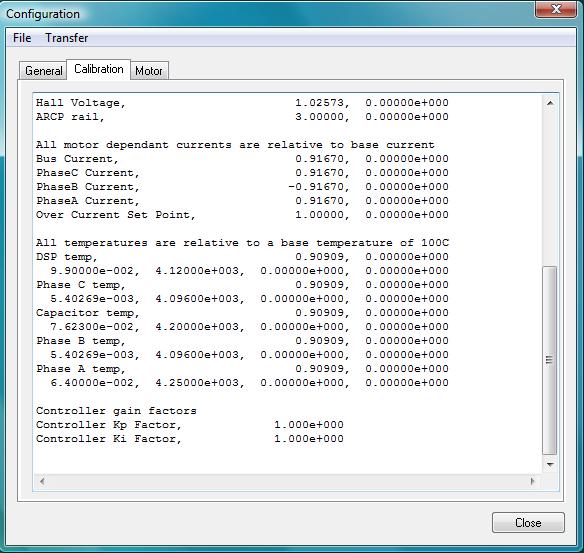 Configuration
File Transfer
General Calibration Motor
Hall Voltage, 1.02573, 0.00000e+000
ARCP rail, 3.00000, 0.00000e+000
All motor dependant currents are relative to base current
Bus Current, 0.91670, 0.00000e+000
PhaseC Current, 0.91670, 0.00000e+000
PhaseB Current, -0.91670, 0.00000e+000
PhaseA Current, 0.91670, 0.00000e+000
Over Current Set Point, 1.00000, 0.00000e+000
All temperatures are relative to a base temperature of 100C
DSP temp, 0.90909, 0.00000e+000
9.90000e-002, 4.12000e+003, 0.00000e+000, 0.00000e+000
Phase C temp, 0.90909, 0.00000e+000
5.40269e-003, 4.09600e+003, 0.00000e+000, 0.00000e+000
Capacitor temp, 0.90909, 0.00000e+000
7.62300e-002, 4.20000e+003, 0.00000e+000, 0.00000e+000
Phase B temp, 0.90909, 0.00000e+000
5.40269e-003, 4.09600e+003, 0.00000e+000, 0.00000e+000
Phase A temp, 0.90909, 0.00000e+000
6.40000e-002, 4.25000e+003, 0.00000e+000, 0.00000e+000
Controller gain factors
Controller Kp Factor, 1.000e+000
Controller Ki Factor, 1.000e+000
Close